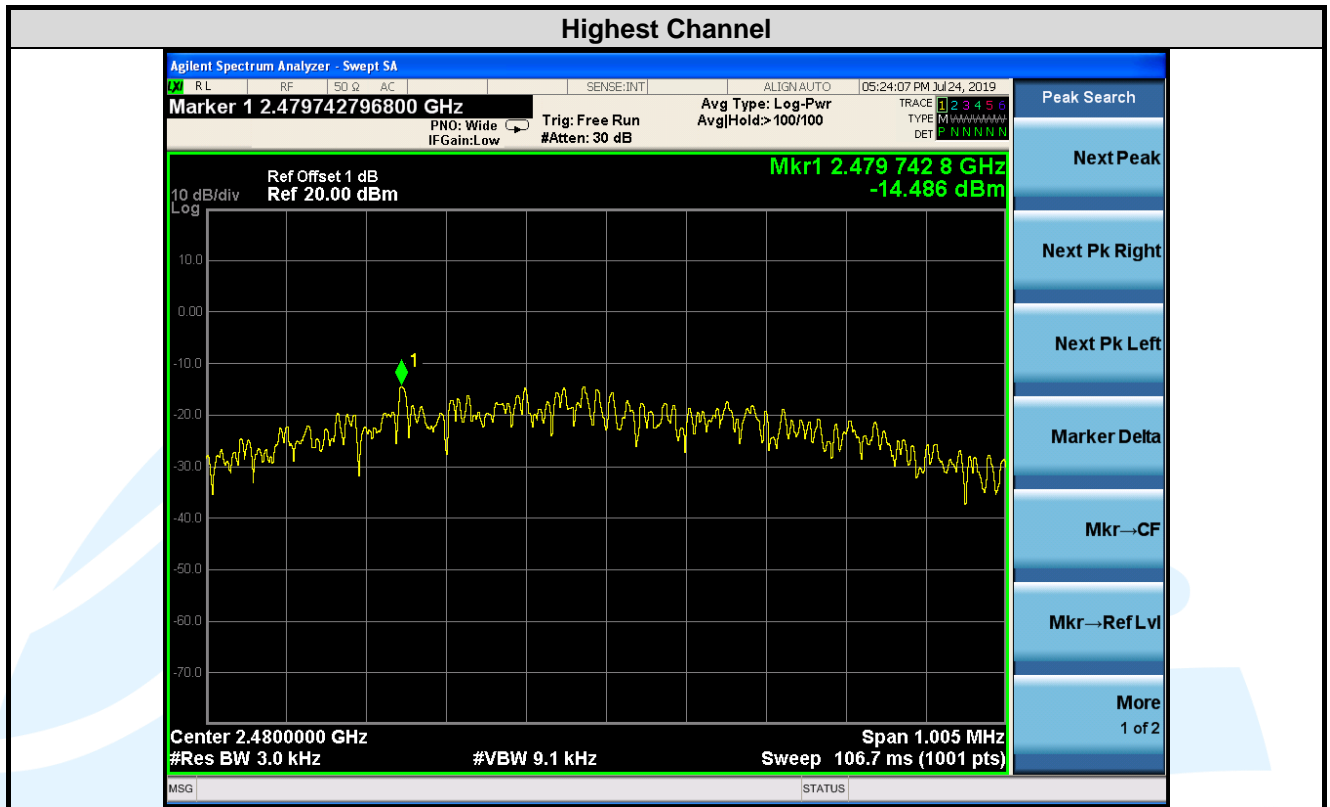 Highest Channel
Agilent Spectrum Analyzer - Swept SA
LXI RL RF 50 Ω AC SENSE:INT ALIGN AUTO 05:24:07 PM Jul 24, 2019
Marker 1 2.479742796800 GHz
PNO: Wide
IFGain:Low
Trig: Free Run
#Atten: 30 dB
Avg Type: Log-Pwr
Avg|Hold:>100/100
TRACE 1 2 3 4 5 6
TYPE M WWWWW
DET P N N N N N
Peak Search
Mkr1 2.479 742 8 GHz
-14.486 dBm
Ref Offset 1 dB
10 dB/div Ref 20.00 dBm
Log
10.0
0.00
-10.0
-20.0
-30.0
-40.0
-50.0
-60.0
-70.0
1
Center 2.4800000 GHz Span 1.005 MHz
#Res BW 3.0 kHz #VBW 9.1 kHz Sweep 106.7 ms (1001 pts)
Next Peak
Next Pk Right
Next Pk Left
Marker Delta
Mkr→CF
Mkr→Ref Lvl
More
1 of 2
MSG STATUS